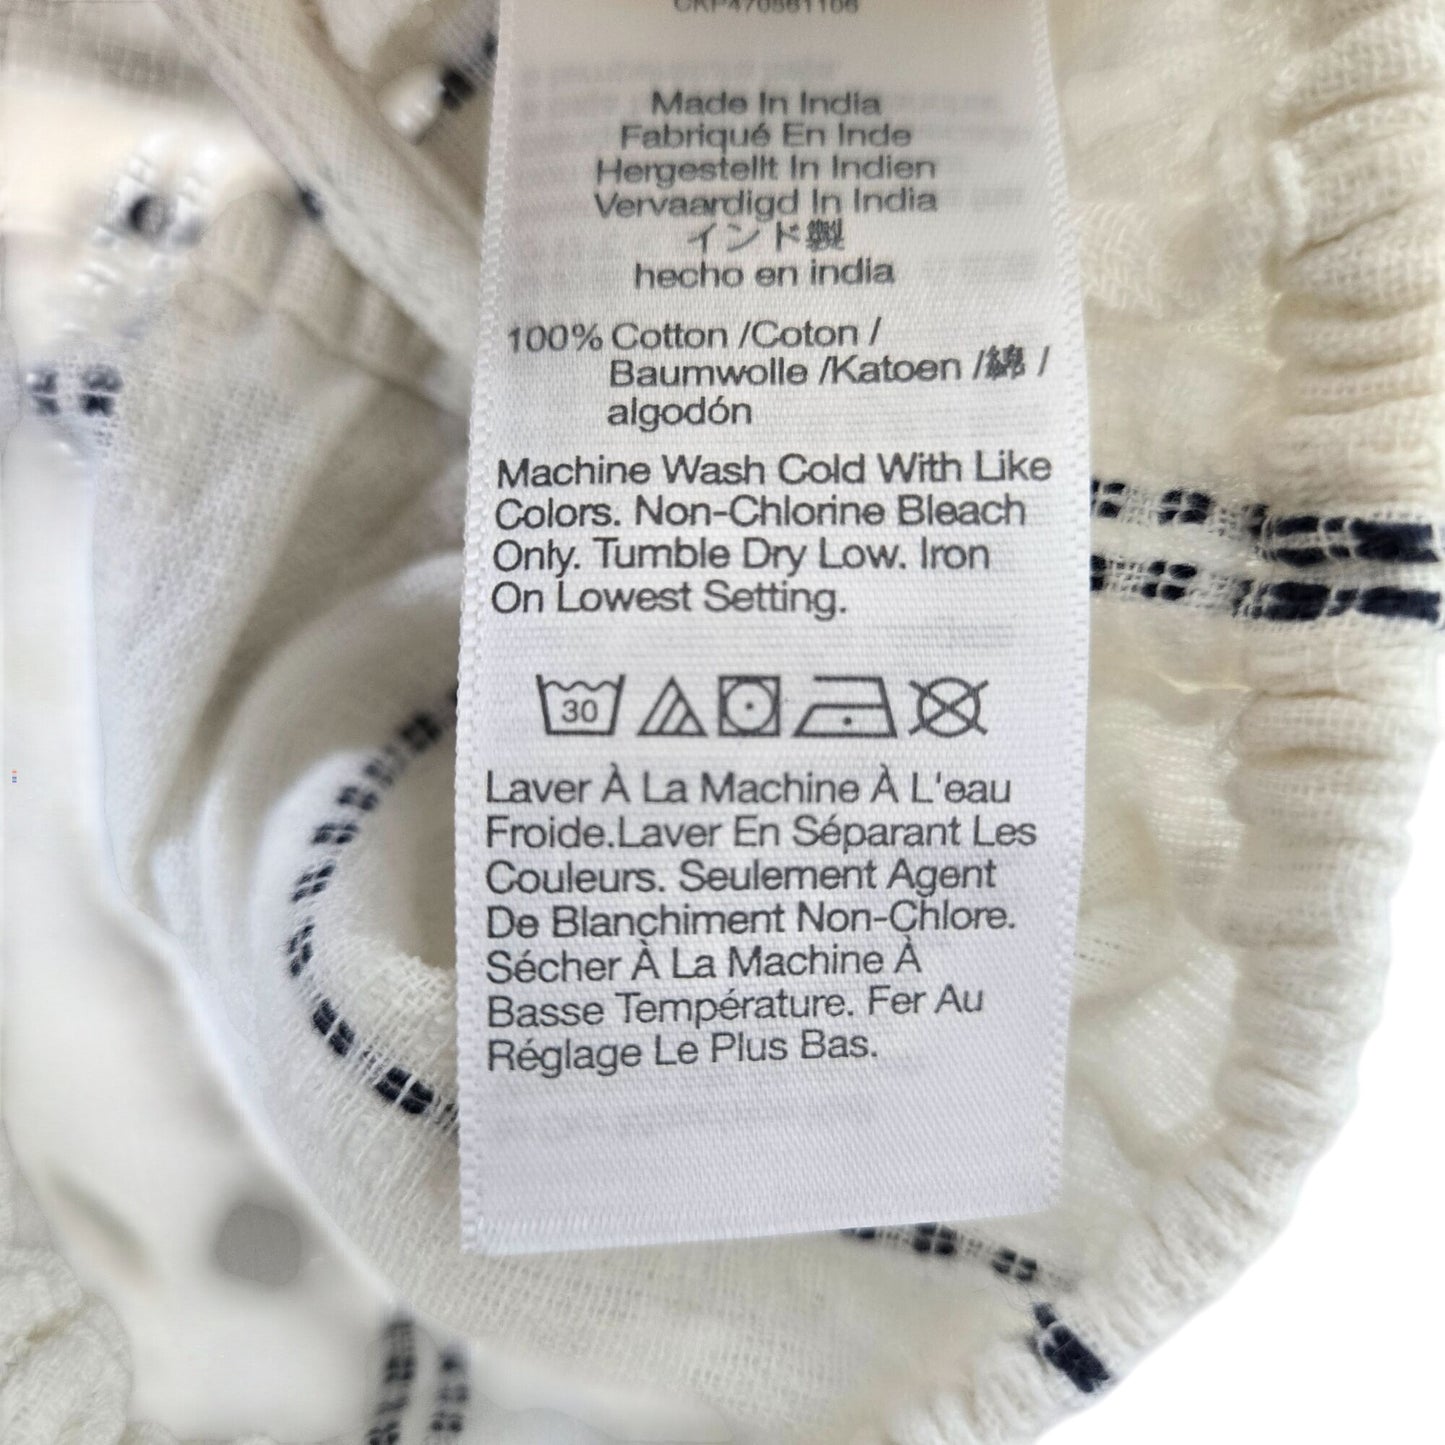 Made In India
Fabriqué En Inde
Hergestellt In Indien
Vervaardigd In India
インド製
hecho en india
100% Cotton /Coton /
Baumwolle /Katoen /綿 /
algodón
Machine Wash Cold With Like
Colors. Non-Chlorine Bleach
Only. Tumble Dry Low. Iron
On Lowest Setting.
30
Laver À La Machine À L'eau
Froide.Laver En Séparant Les
Couleurs. Seulement Agent
De Blanchiment Non-Chlore.
Sécher À La Machine À
Basse Température. Fer Au
Réglage Le Plus Bas.